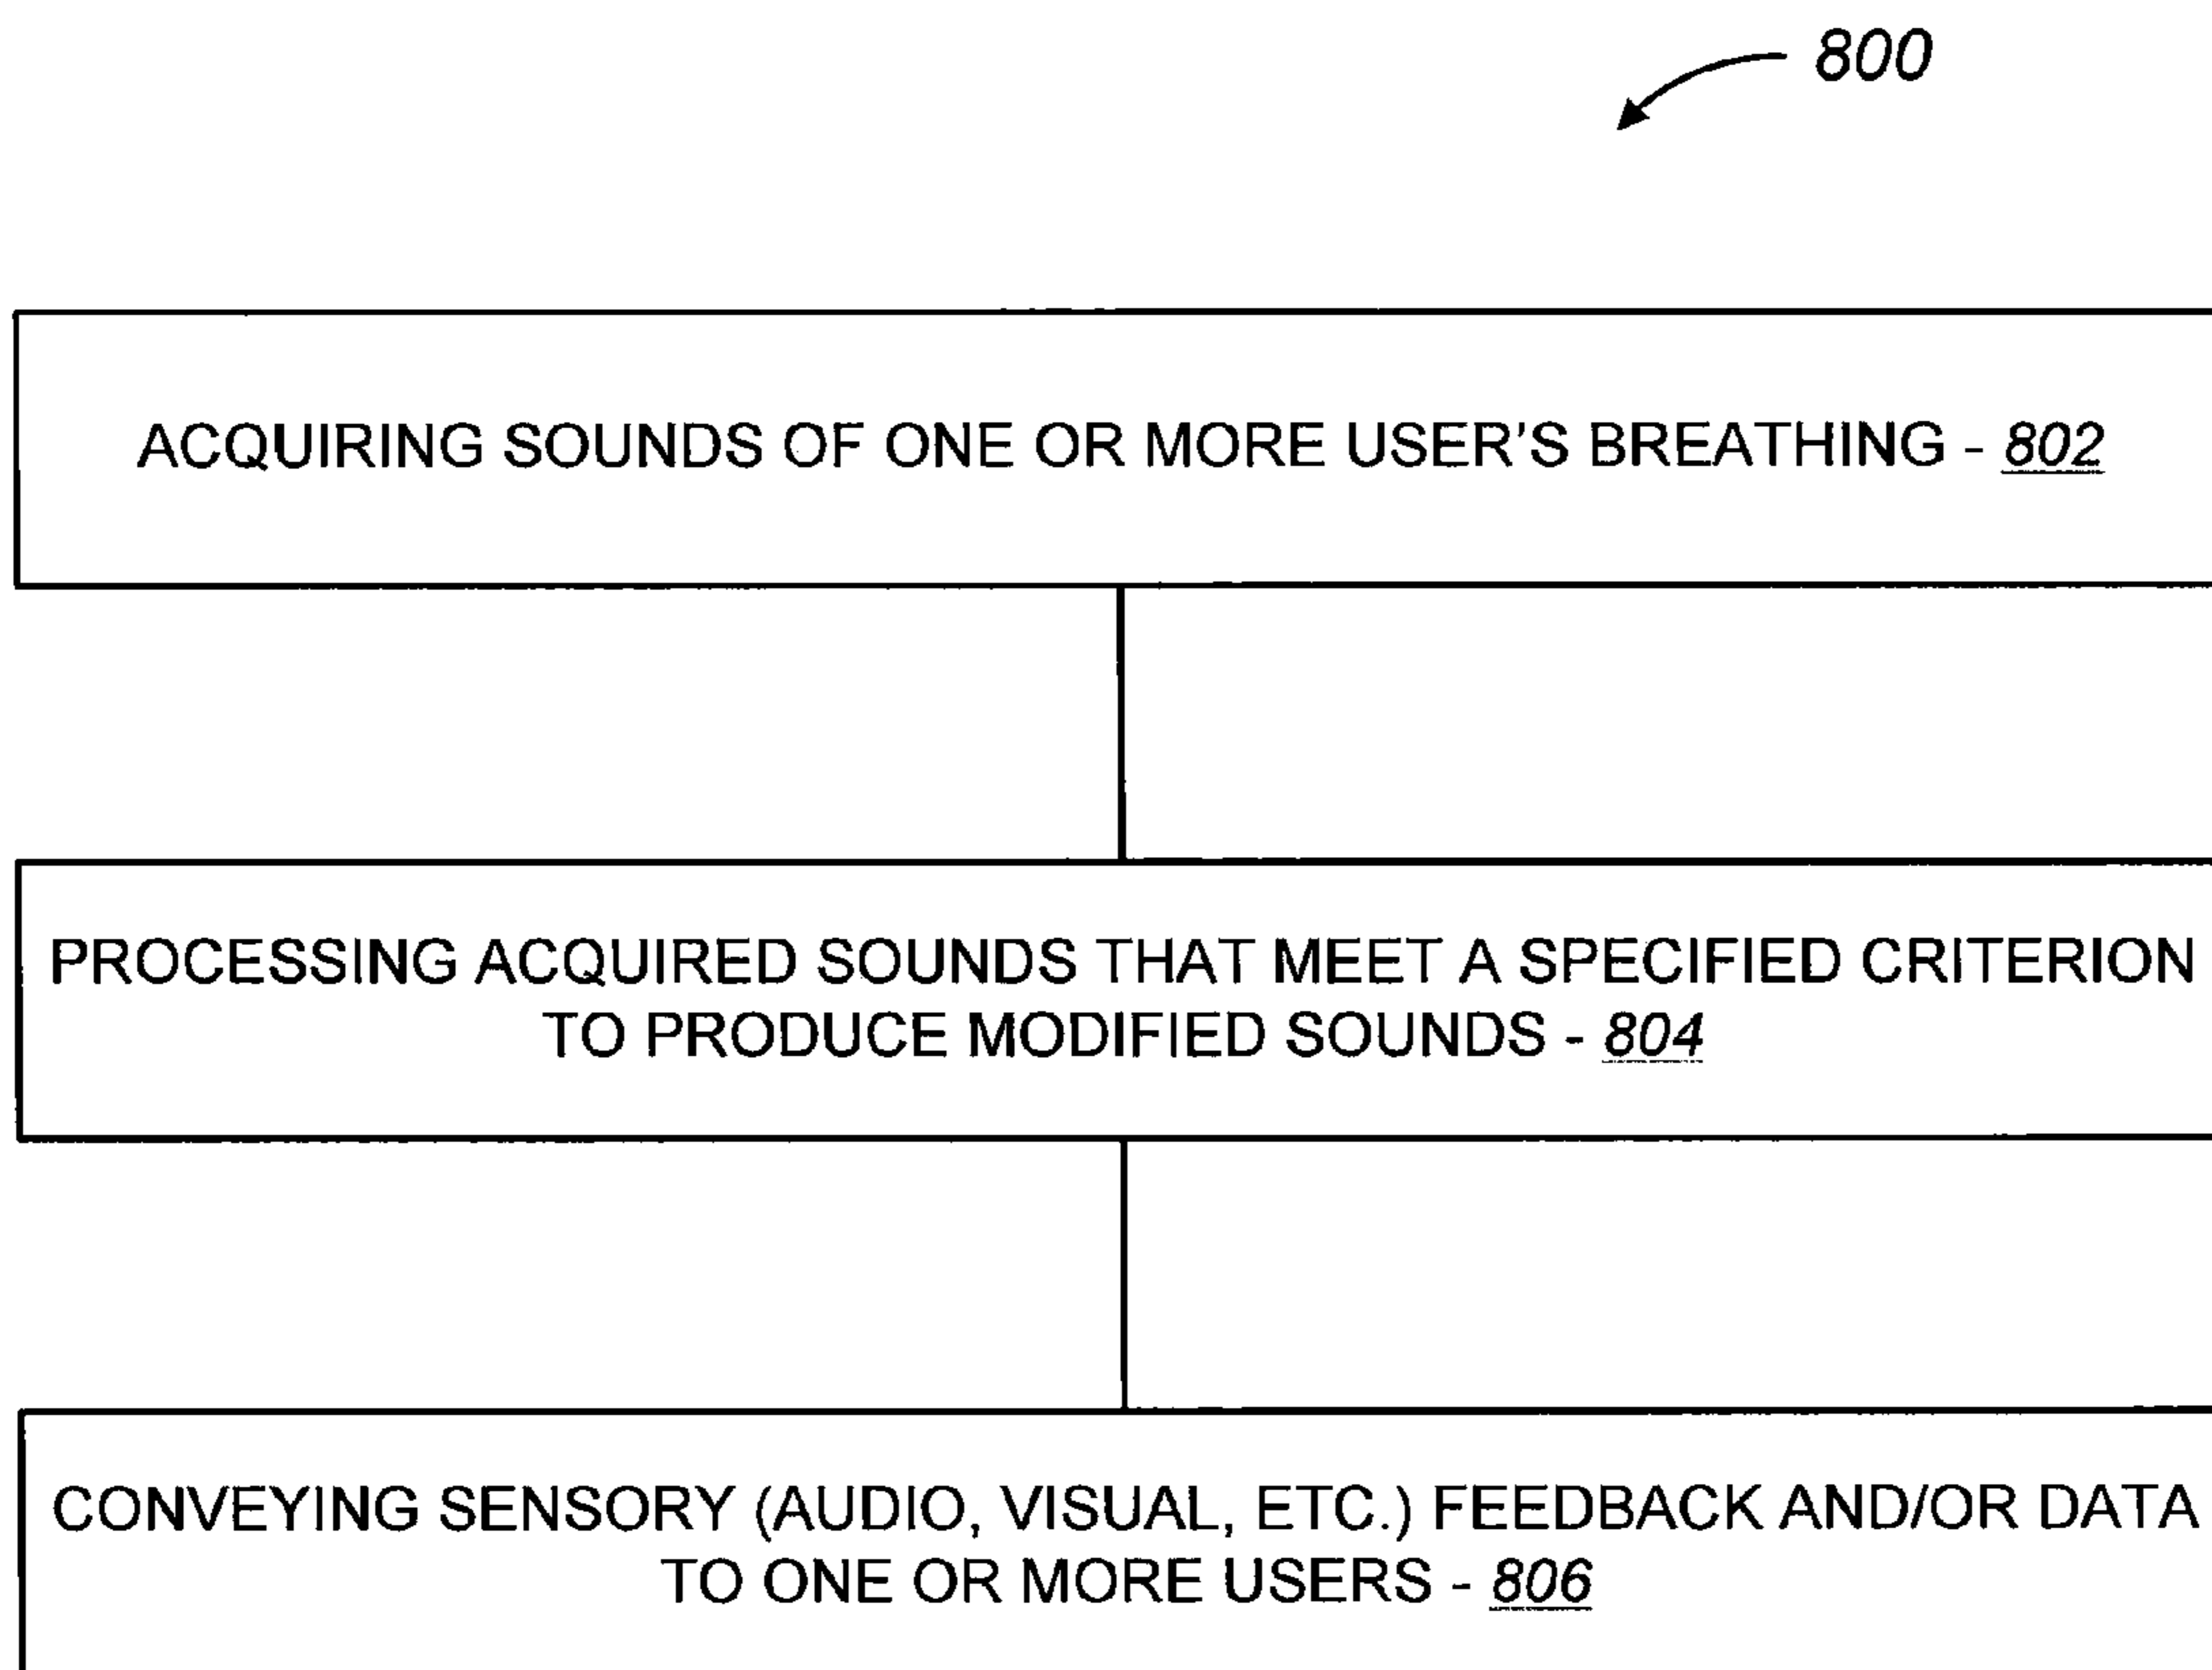 800
ACQUIRING SOUNDS OF ONE OR MORE USER'S BREATHING - 802
PROCESSING ACQUIRED SOUNDS THAT MEET A SPECIFIED CRITERION
TO PRODUCE MODIFIED SOUNDS - 804
CONVEYING SENSORY (AUDIO, VISUAL, ETC.) FEEDBACK AND/OR DATA
TO ONE OR MORE USERS - 806